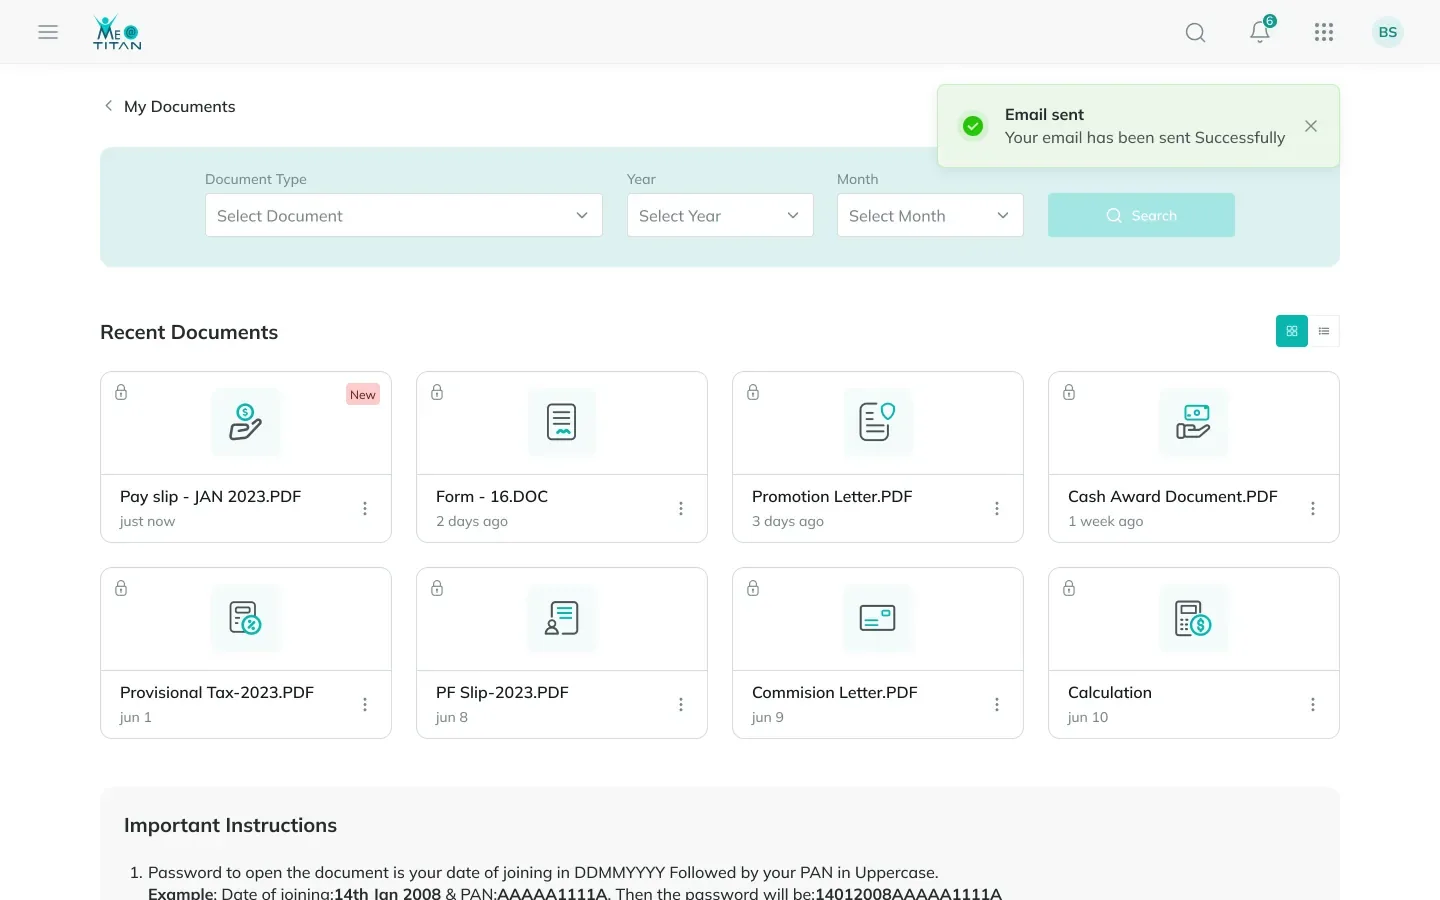 ME @
TITAN
6
BS
My Documents
Email sent
Your email has been sent Successfully
Document Type
Year
Month
Select Document
Select Year
Select Month
Search
Recent Documents
New
Pay slip - JAN 2023.PDF
just now
Form - 16.DOC
2 days ago
Promotion Letter.PDF
3 days ago
Cash Award Document.PDF
1 week ago
Provisional Tax-2023.PDF
jun 1
PF Slip-2023.PDF
jun 8
Commision Letter.PDF
jun 9
Calculation
jun 10
Important Instructions
1. Password to open the document is your date of joining in DDMMYYYY Followed by your PAN in Uppercase.
Example: Date of joining:14th Jan 2008 & PAN:AAAAA1111A. Then the password will be:14012008AAAAA1111A